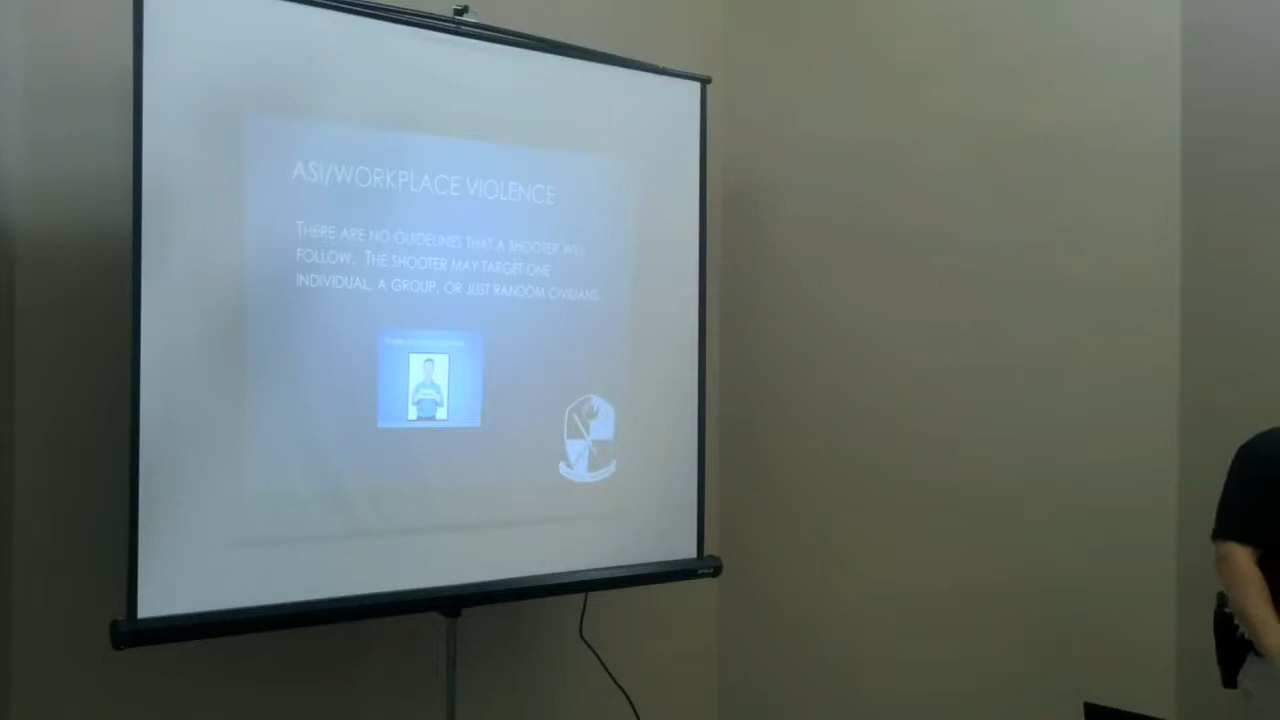 ASI/WORKPLACE VIOLENCE
THERE ARE NO GUIDELINES THAT A SHOOTER WILL
FOLLOW. THE SHOOTER MAY TARGET ONE
INDIVIDUAL, A GROUP, OR JUST RANDOM CIVILIANS.